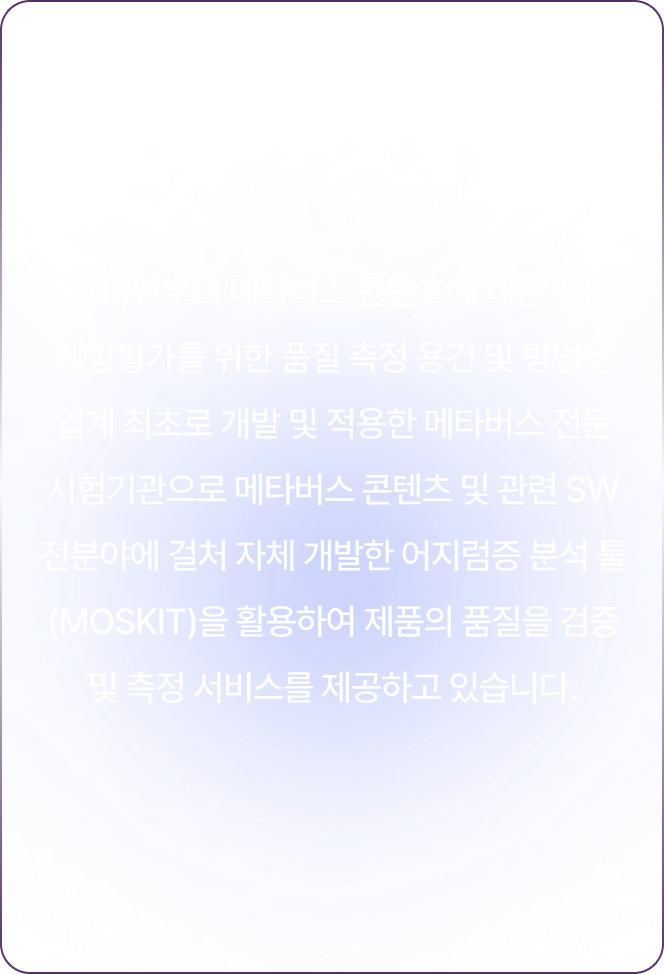 2015년부터 메타버스 콘텐츠에 대한
시험평가를 위한 품질 측정 용건 및 방법을
업계 최초로 개발 및 적용한 메타버스 전문
시험기관으로 메타버스 콘텐츠 및 관련 SW
전분야에 걸쳐 자체 개발한 어지럼증 분석 툴
(MOSKIT)을 활용하여 제품의 품질을 검증
및 측정 서비스를 제공하고 있습니다.